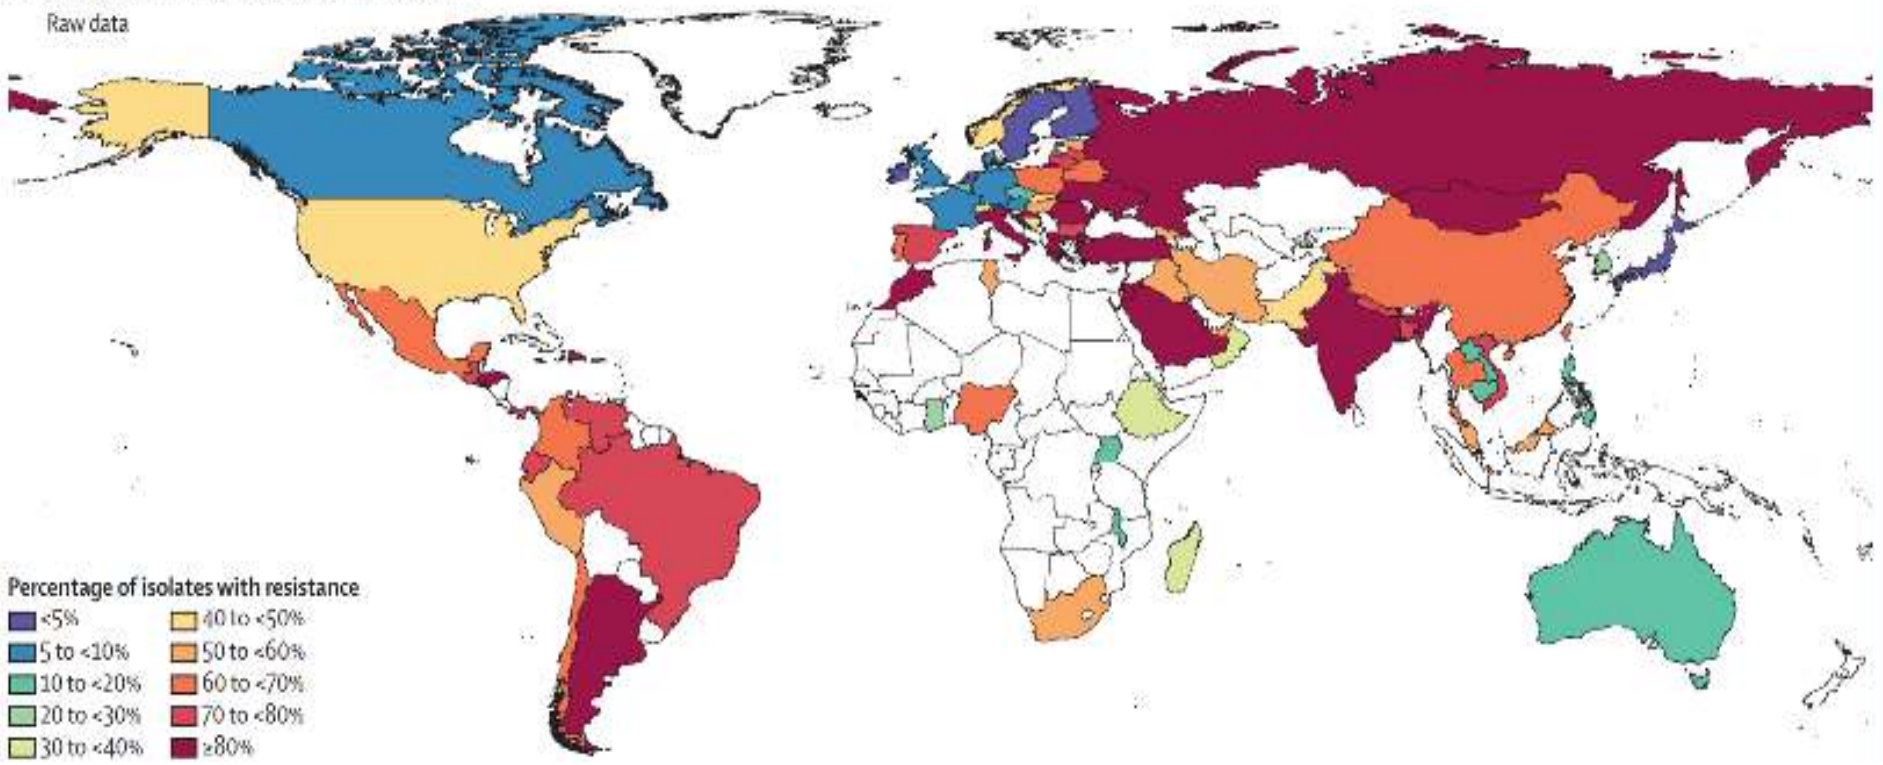 Raw data
Percentage of isolates with resistance
<5%
5 to <10%
10 to <20%
20 to <30%
30 to <40%
40 to <50%
50 to <60%
60 to <70%
70 to <80%
≥80%